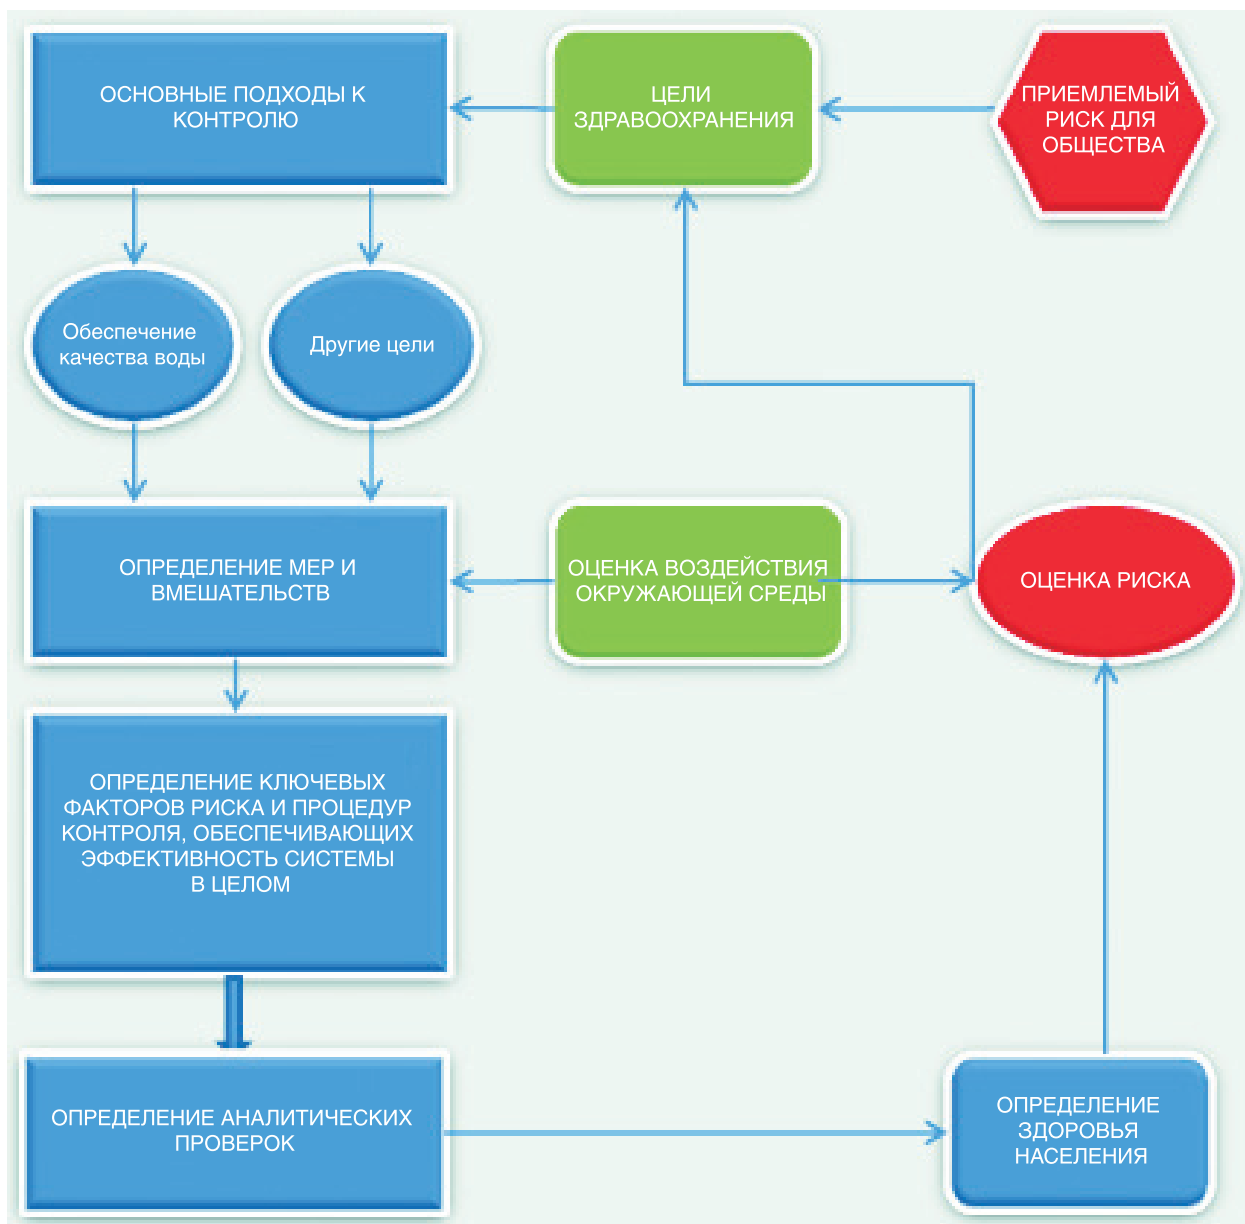 ОСНОВНЫЕ ПОДХОДЫ К
КОНТРОЛЮ
ЦЕЛИ
ЗДРАВООХРАНЕНИЯ
ПРИЕМЛЕМЫЙ
РИСК ДЛЯ
ОБЩЕСТВА
Обеспечение
качества воды
Другие цели
ОПРЕДЕЛЕНИЕ МЕР И
ВМЕШАТЕЛЬСТВ
ОЦЕНКА ВОЗДЕЙСТВИЯ
ОКРУЖАЮЩЕЙ СРЕДЫ
ОЦЕНКА РИСКА
ОПРЕДЕЛЕНИЕ КЛЮЧЕВЫХ
ФАКТОРОВ РИСКА И ПРОЦЕДУР
КОНТРОЛЯ, ОБЕСПЕЧИВАЮЩИХ
ЭФФЕКТИВНОСТЬ СИСТЕМЫ
В ЦЕЛОМ
ОПРЕДЕЛЕНИЕ АНАЛИТИЧЕСКИХ
ПРОВЕРОК
ОПРЕДЕЛЕНИЕ
ЗДОРОВЬЯ
НАСЕЛЕНИЯ